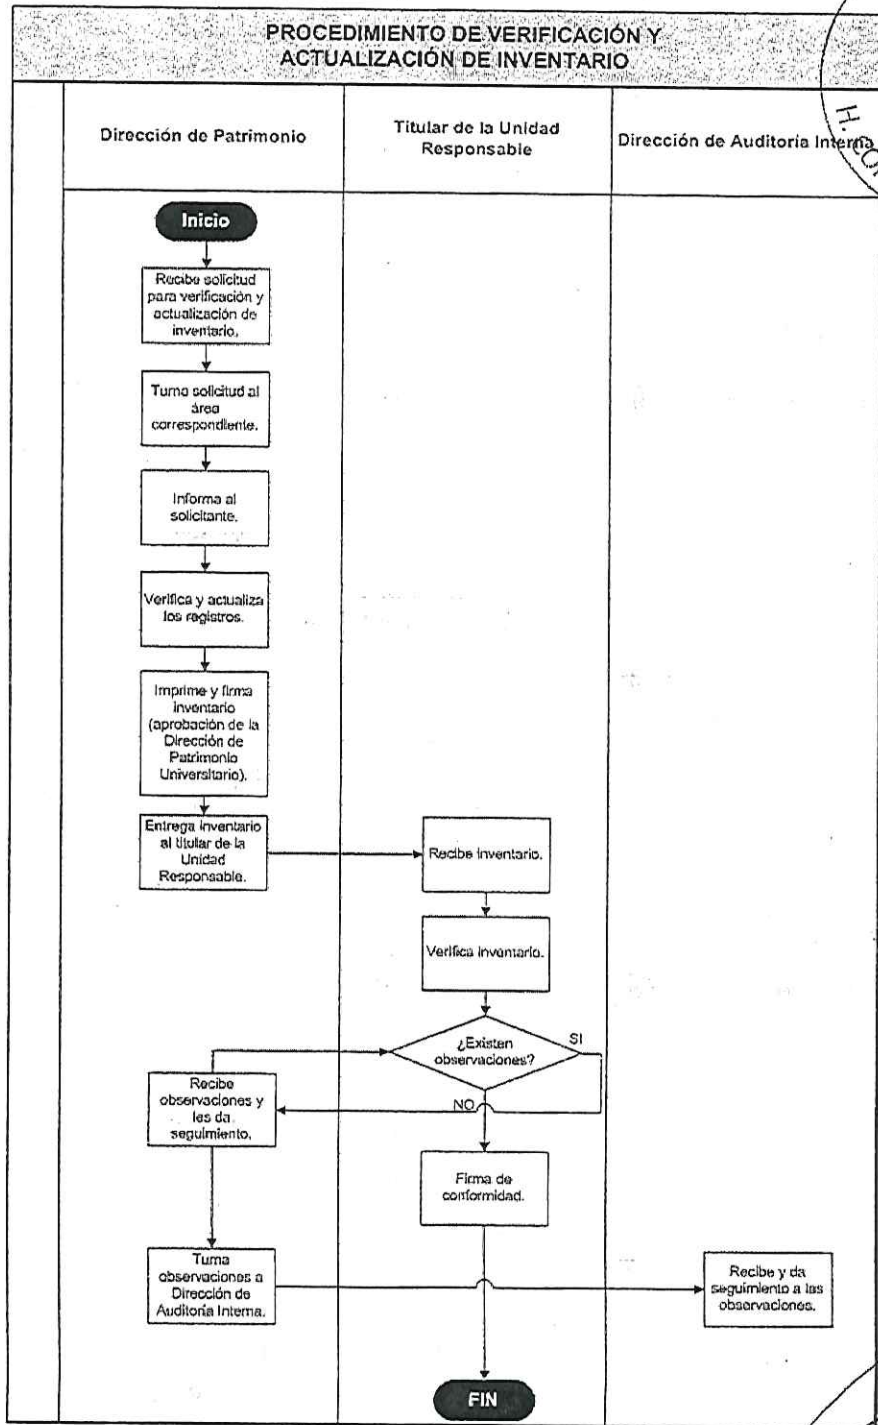 PROCEDIMIENTO DE VERIFICACIÓN Y
ACTUALIZACIÓN DE INVENTARIO
Dirección de Patrimonio
Titular de la Unidad
Responsable
Dirección de Auditoría Interna
H.
Inicio
Recibe solicitud
para verificación y
actualización de
inventario.
Turna solicitud al
área
correspondiente.
Informa al
solicitante.
Verifica y actualiza
los registros.
Imprime y firma
inventario
(aprobación de la
Dirección de
Patrimonio
Universitario).
Entrega inventario
al titular de la
Unidad
Responsable.
Recibe inventario.
Verifica inventario.
¿Existen
observaciones?
SI
NO
Recibe
observaciones y
les da
seguimiento.
Firma de
conformidad.
Turna
observaciones a
Dirección de
Auditoría Interna.
Recibe y da
seguimiento a las
observaciones.
FIN